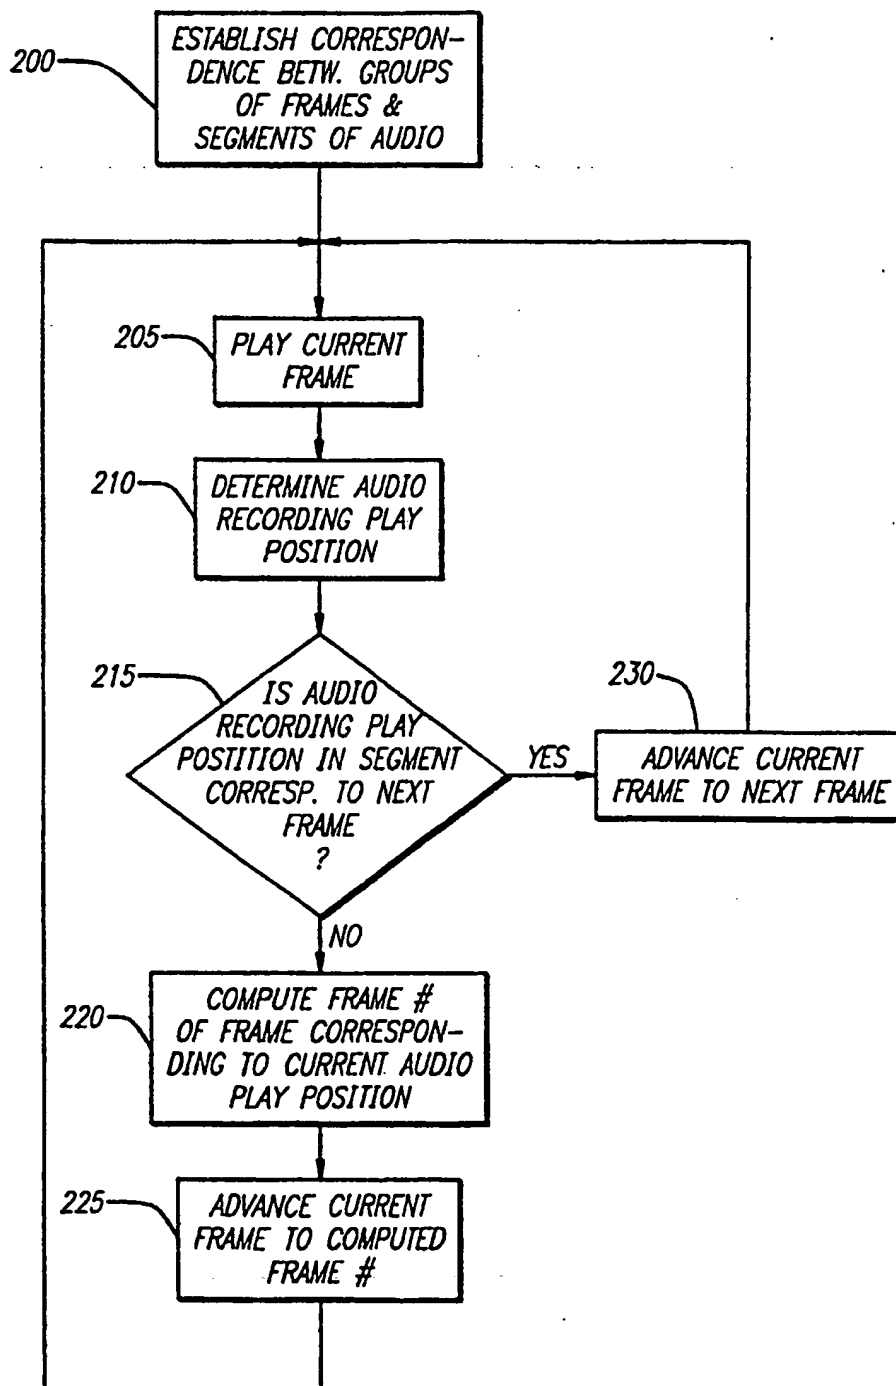 200
ESTABLISH CORRESPON-
DENCE BETW. GROUPS
OF FRAMES &
SEGMENTS OF AUDIO
205
PLAY CURRENT
FRAME
210
DETERMINE AUDIO
RECORDING PLAY
POSITION
215
IS AUDIO
RECORDING PLAY
POSTITION IN SEGMENT
CORRESP. TO NEXT
FRAME
?
YES
230
ADVANCE CURRENT
FRAME TO NEXT FRAME
NO
220
COMPUTE FRAME #
OF FRAME CORRESPON-
DING TO CURRENT AUDIO
PLAY POSITION
225
ADVANCE CURRENT
FRAME TO COMPUTED
FRAME #